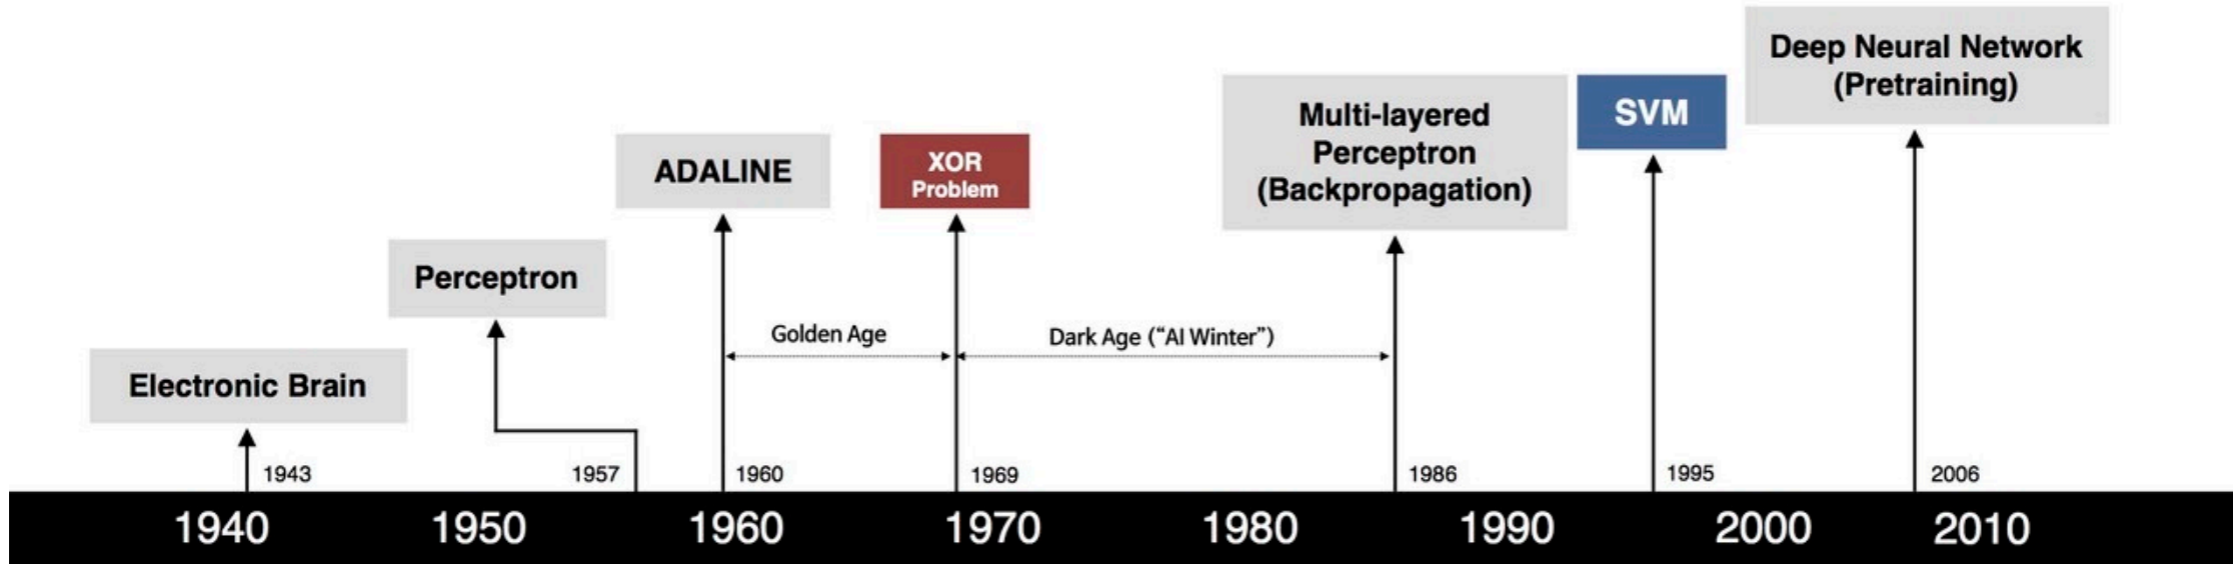 Deep Neural Network
(Pretraining)
Multi-layered
Perceptron
(Backpropagation)
SVM
ADALINE
XOR
Problem
Perceptron
Golden Age
Dark Age (“AI Winter”)
Electronic Brain
1943
1957
1960
1969
1986
1995
2006
1940
1950
1960
1970
1980
1990
2000
2010